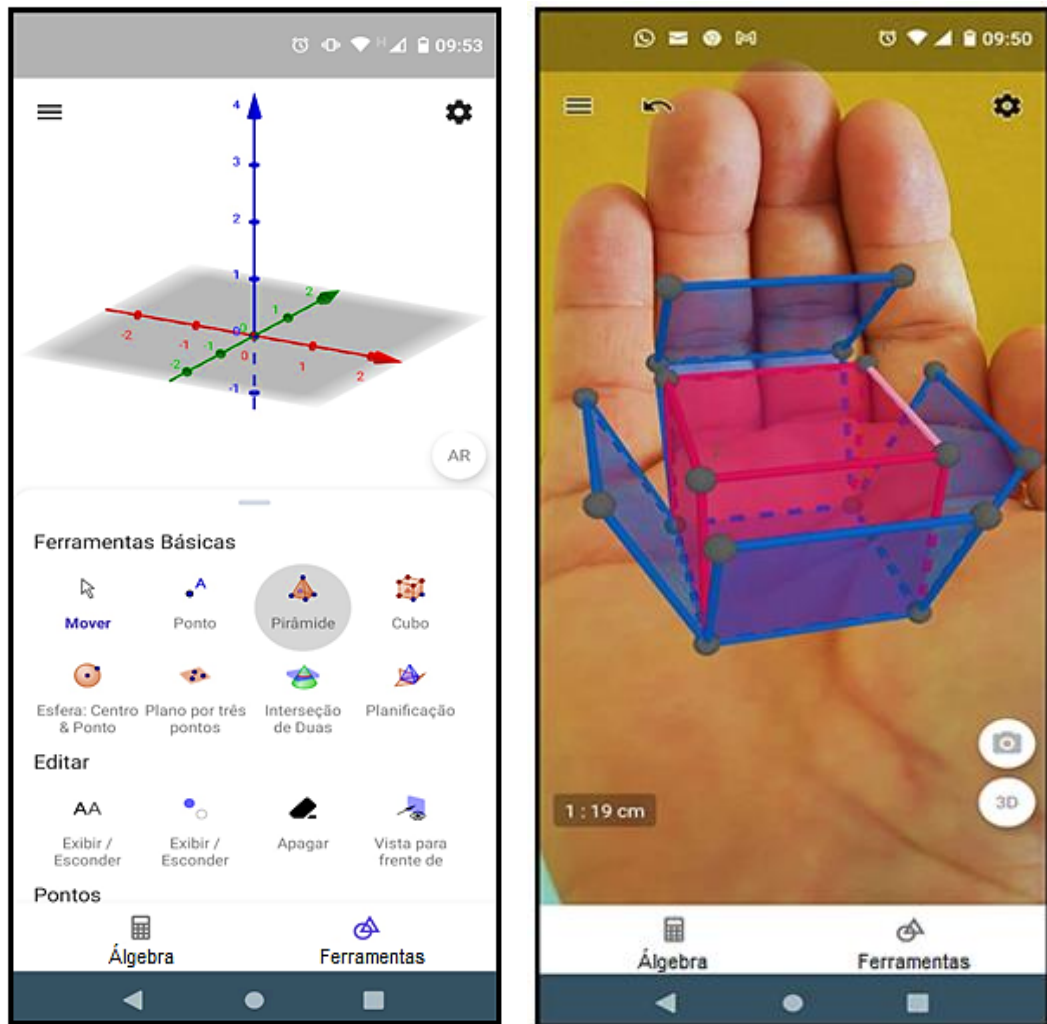 09:53
4
3
2
1
0
-1
-2
-1
0
1
2
-2
-1
0
1
2
AR
Ferramentas Básicas
Mover
Ponto
Pirâmide
Cubo
Esfera: Centro
& Ponto
Plano por três
pontos
Interseção
de Duas
Planificação
Editar
AA
Exibir /
Esconder
Exibir /
Esconder
Apagar
Vista para
frente de
Pontos
Álgebra
Ferramentas
09:50
1 : 19 cm
3D
Álgebra
Ferramentas